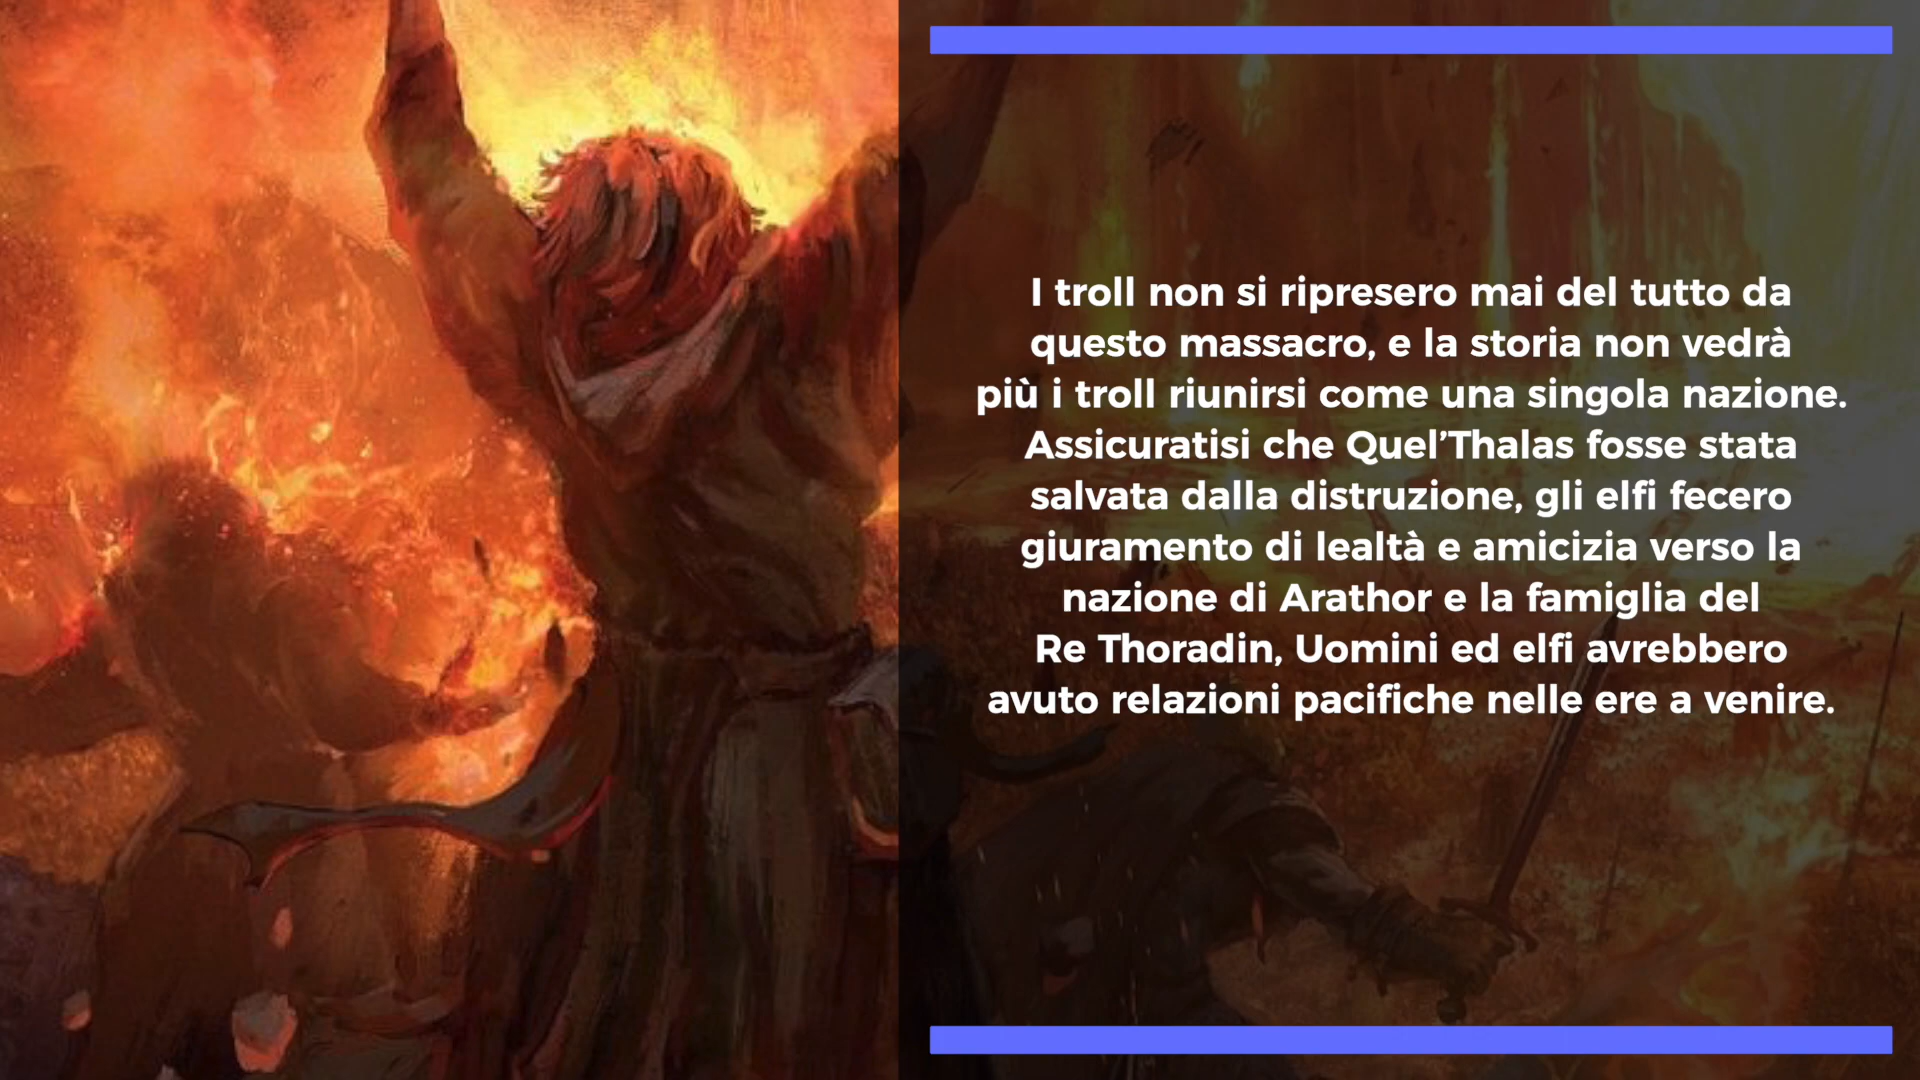 I troll non si ripresero mai del tutto da
questo massacro, e la storia non vedrà
più i troll riunirsi come una singola nazione.
Assicuratisi che Quel’Thalas fosse stata
salvata dalla distruzione, gli elfi fecero
giuramento di lealtà e amicizia verso la
nazione di Arathor e la famiglia del
Re Thoradin, Uomini ed elfi avrebbero
avuto relazioni pacifiche nelle ere a venire.